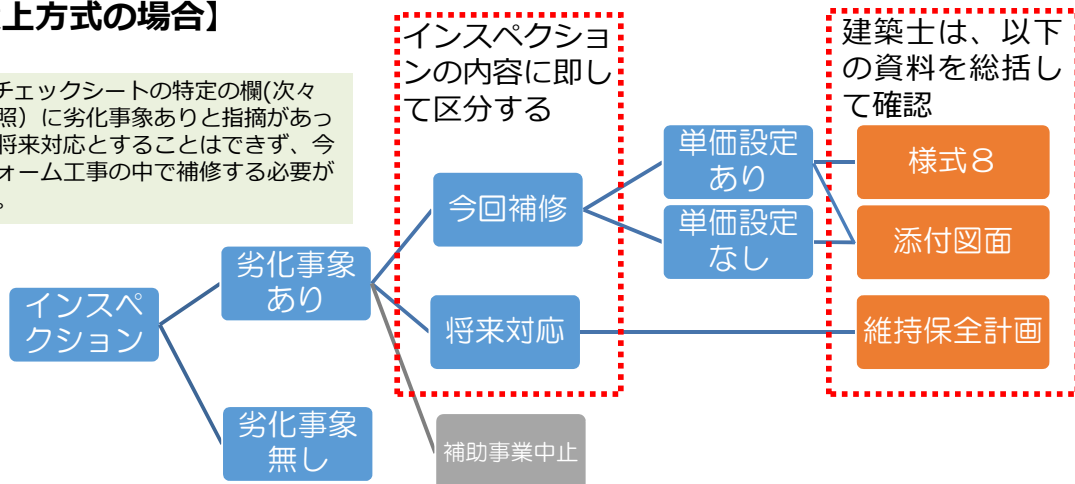 上方式の場合】
チェックシートの特定の欄(次々
照）に劣化事象ありと指摘があっ
将来対応とすることはできず、今
ォーム工事の中で補修する必要が
。
インスペクショ
ンの内容に即し
て区分する
建築士は、以下
の資料を総括し
て確認
インスペ
クション
劣化事象
あり
劣化事象
無し
今回補修
将来対応
補助事業中止
単価設定
あり
単価設定
なし
様式８
添付図面
維持保全計画